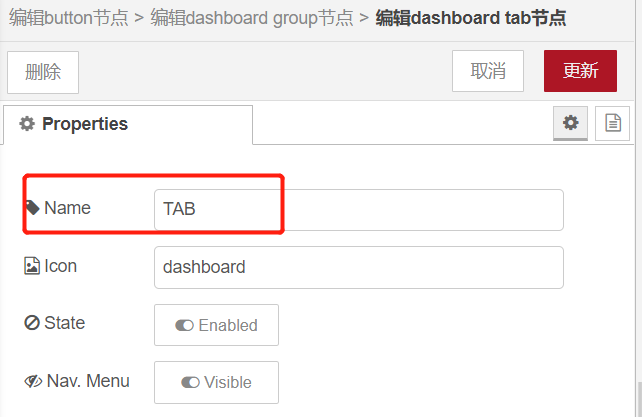 编辑button节点 > 编辑dashboard group节点 > 编辑dashboard tab节点
删除 取消 更新
Properties
Name TAB
Icon dashboard
State Enabled
Nav. Menu Visible